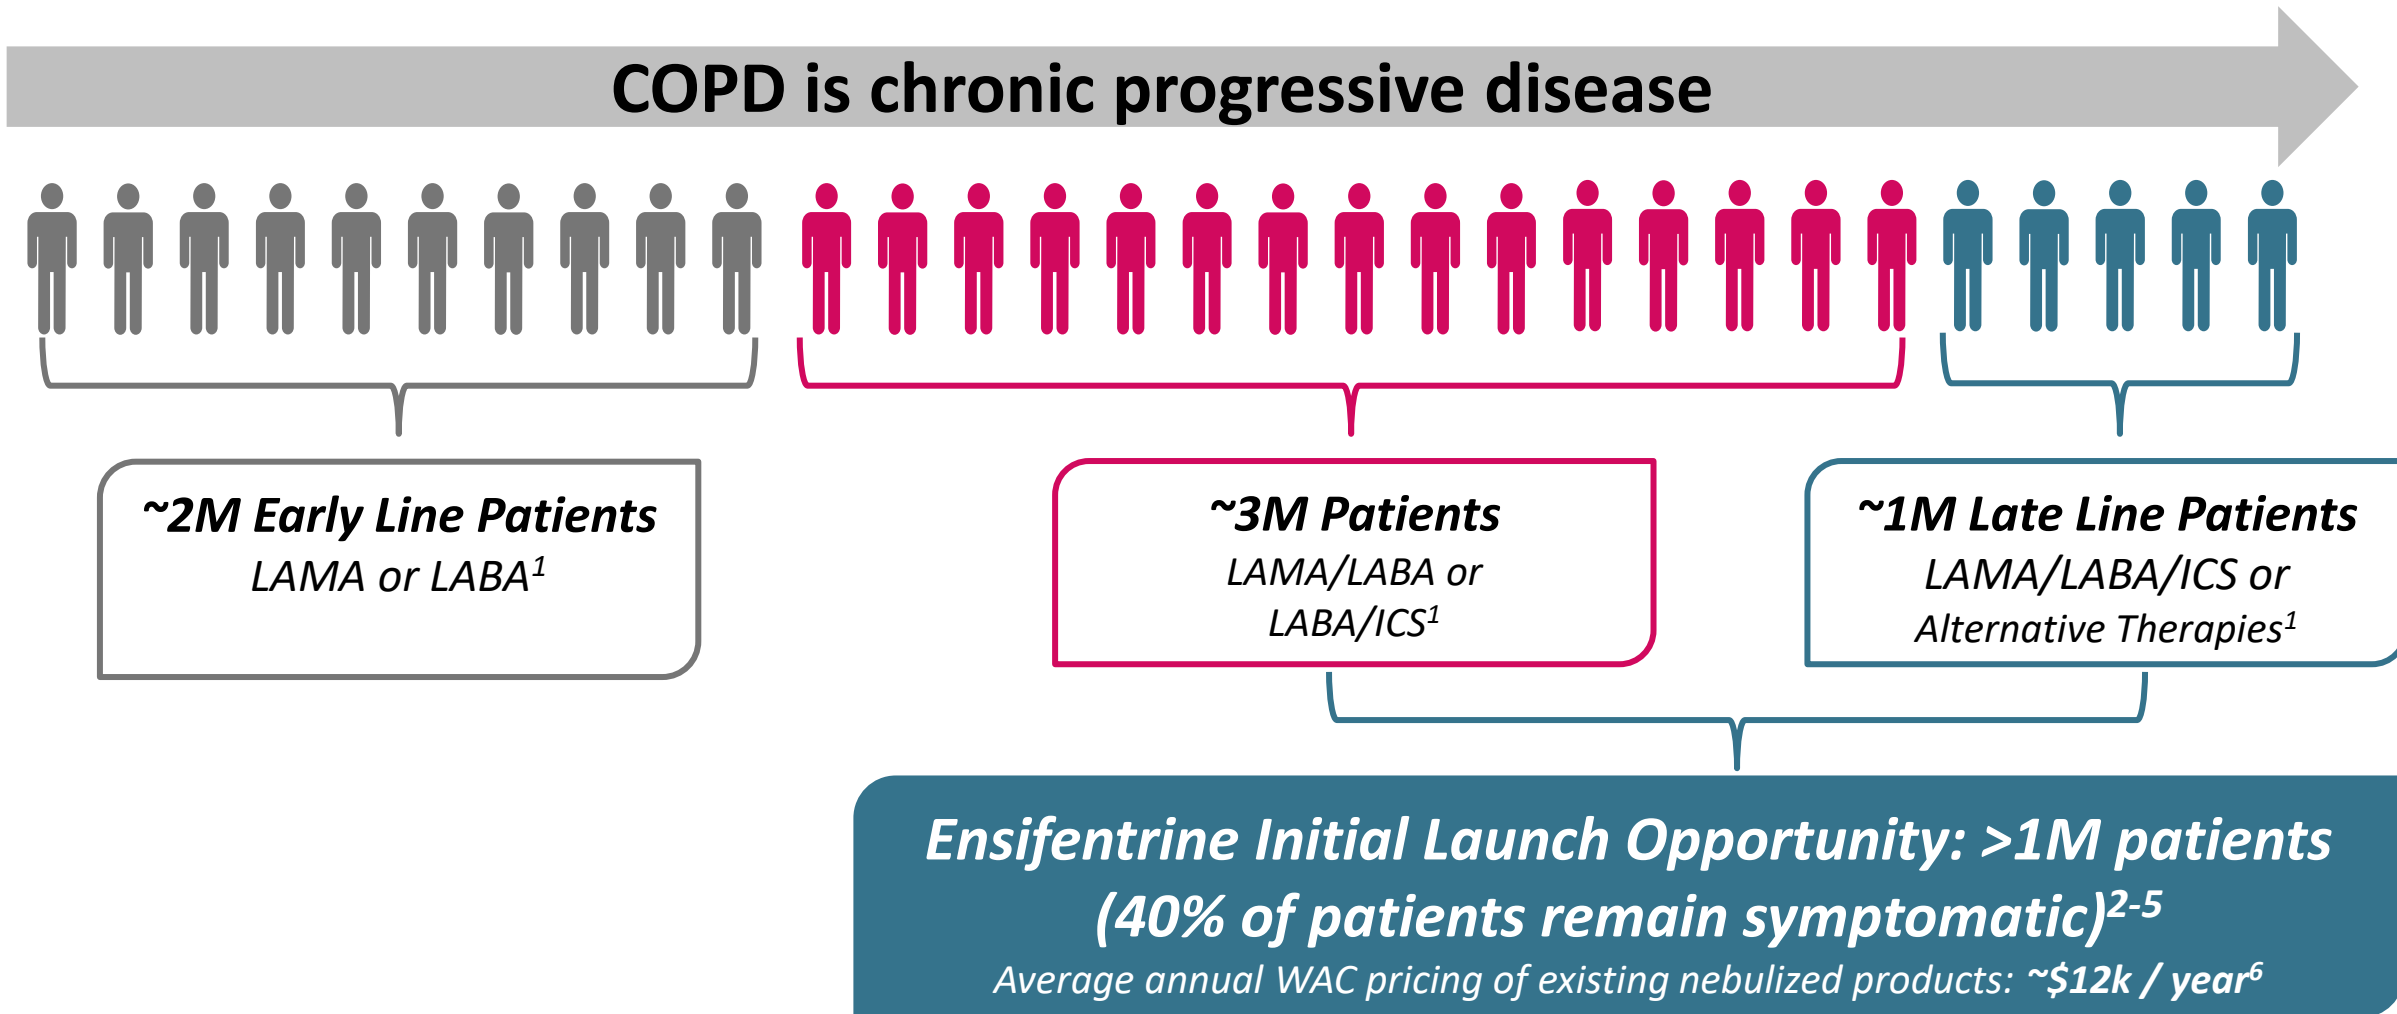 COPD is chronic progressive disease
~2M Early Line Patients
LAMA or LABA1
~3M Patients
LAMA/LABA or
LABA/ICS1
~1M Late Line Patients
LAMA/LABA/ICS or
Alternative Therapies1
Ensifentrine Initial Launch Opportunity: >1M patients
(40% of patients remain symptomatic)2-5
Average annual WAC pricing of existing nebulized products: ~$12k / year6